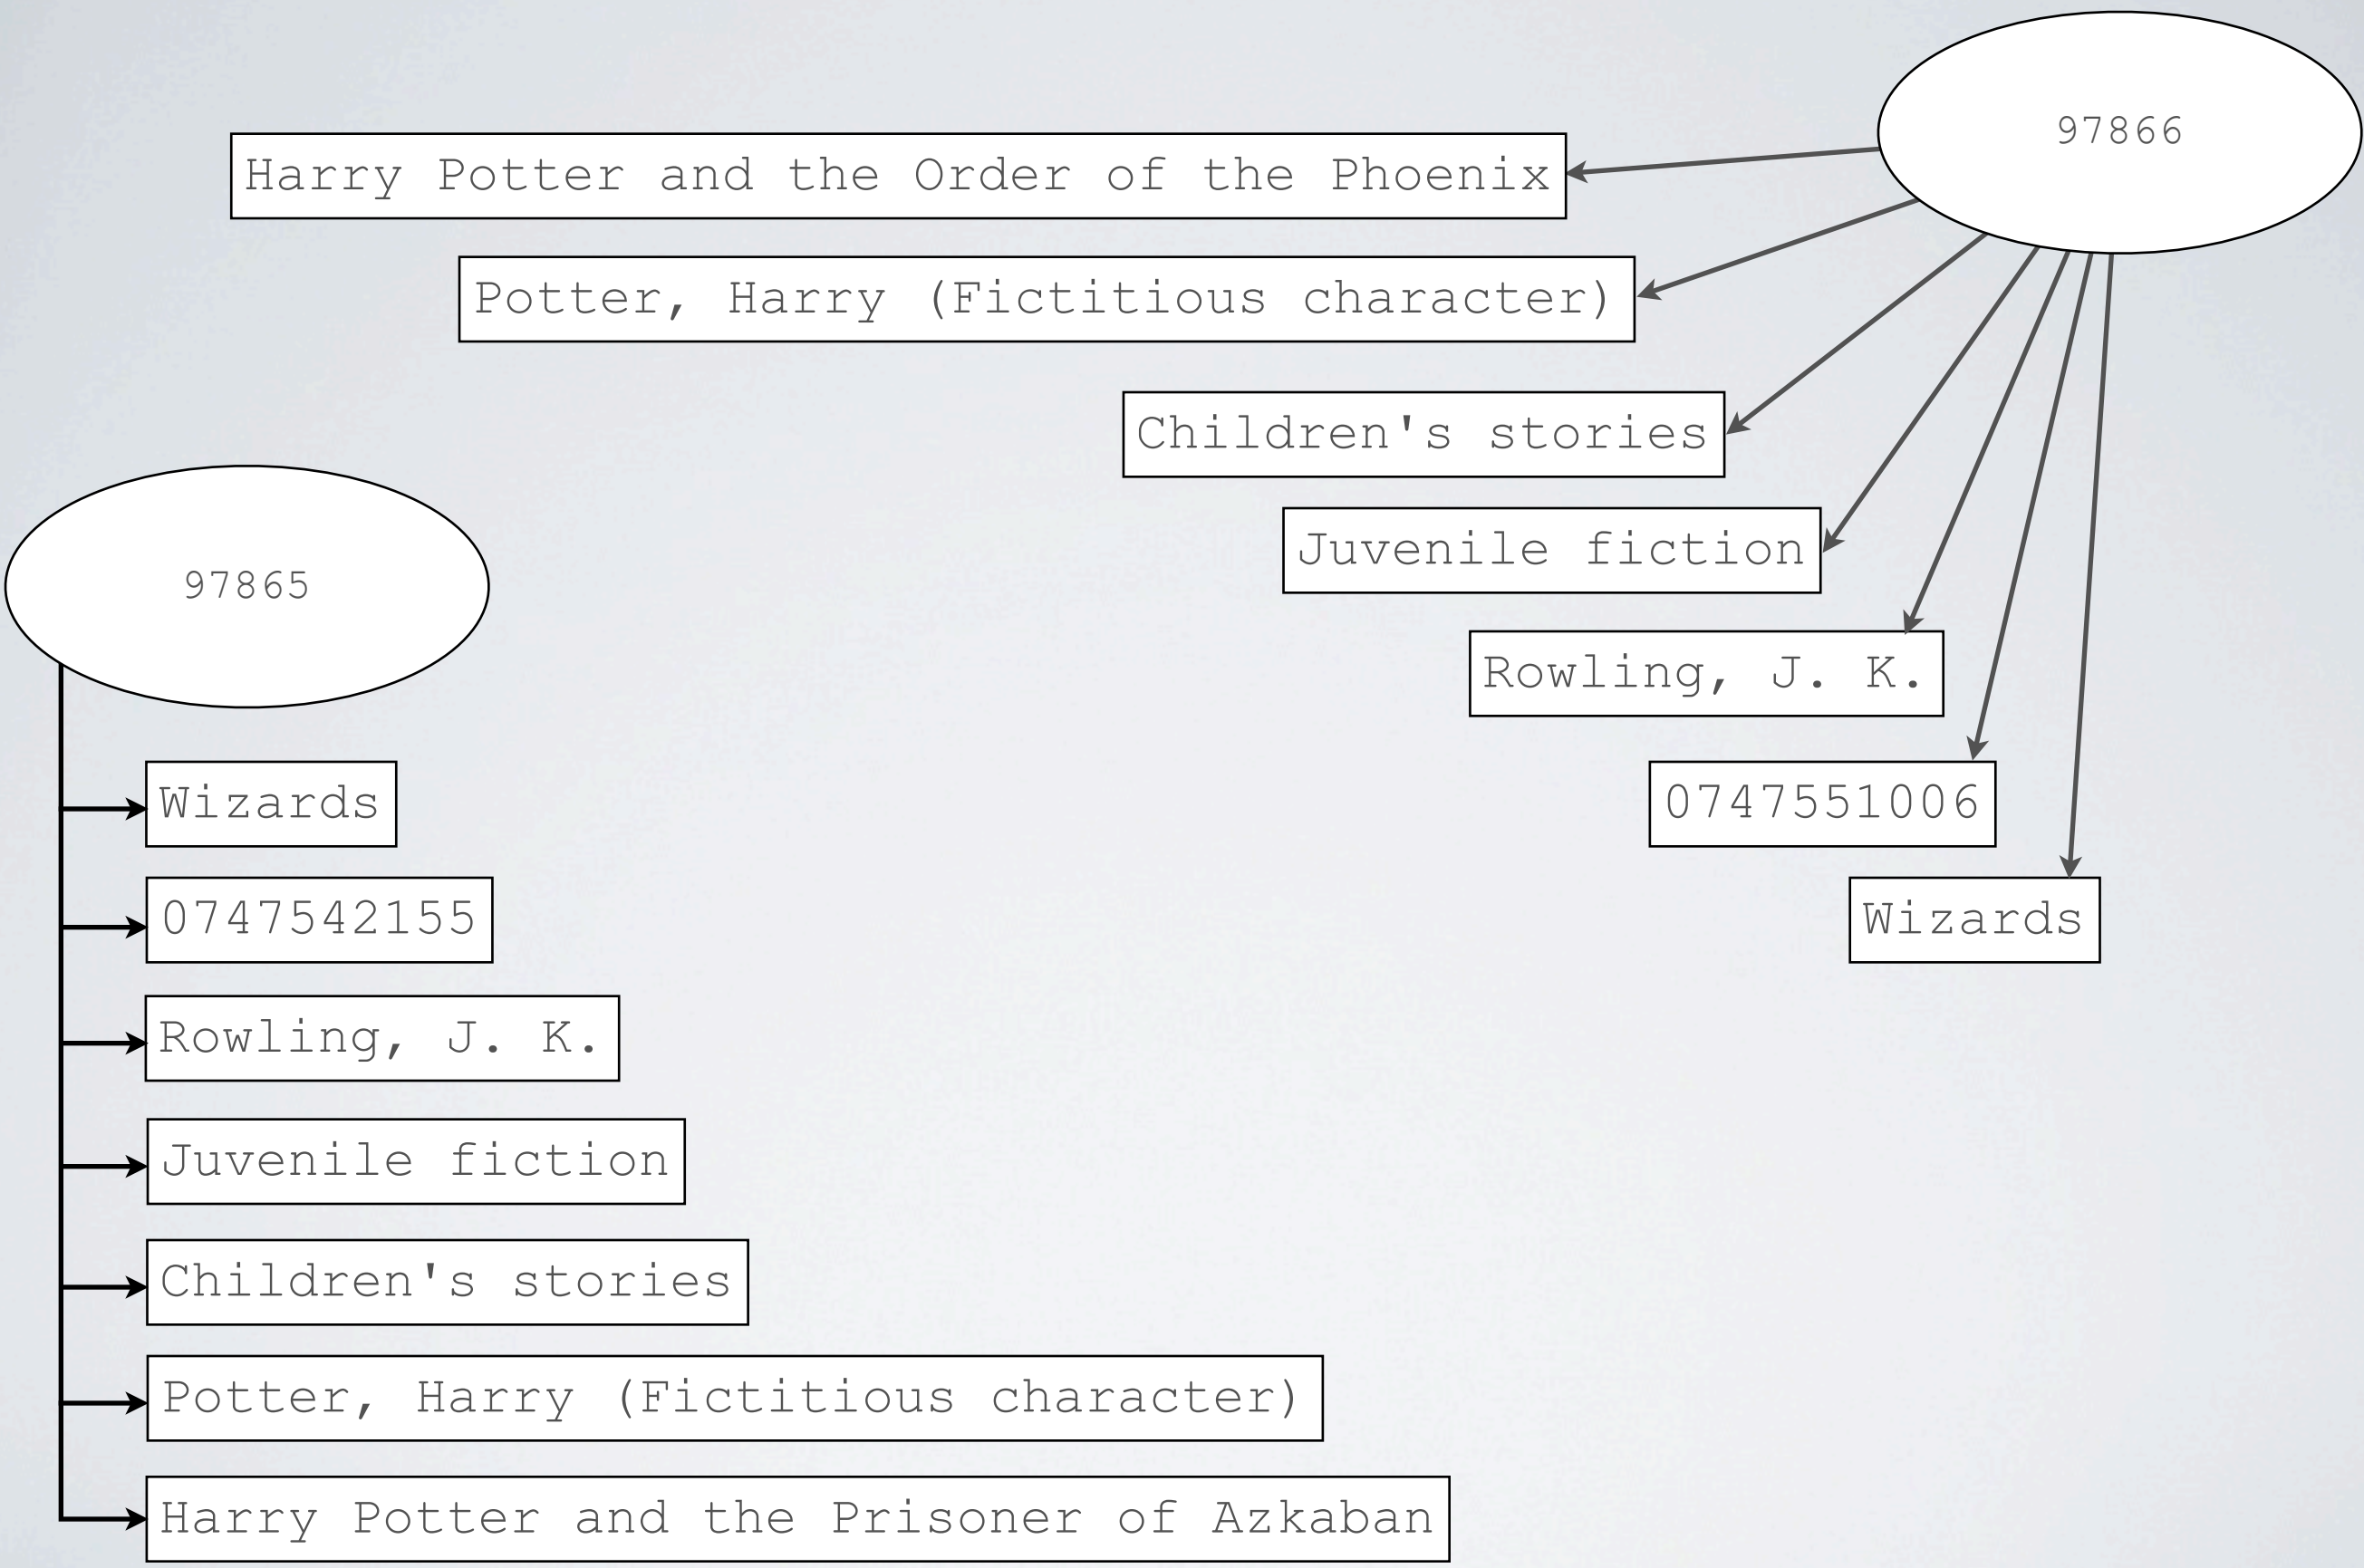 97866
Harry Potter and the Order of the Phoenix
Potter, Harry (Fictitious character)
Children's stories
Juvenile fiction
Rowling, J. K.
0747551006
Wizards
97865
Wizards
0747542155
Rowling, J. K.
Juvenile fiction
Children's stories
Potter, Harry (Fictitious character)
Harry Potter and the Prisoner of Azkaban